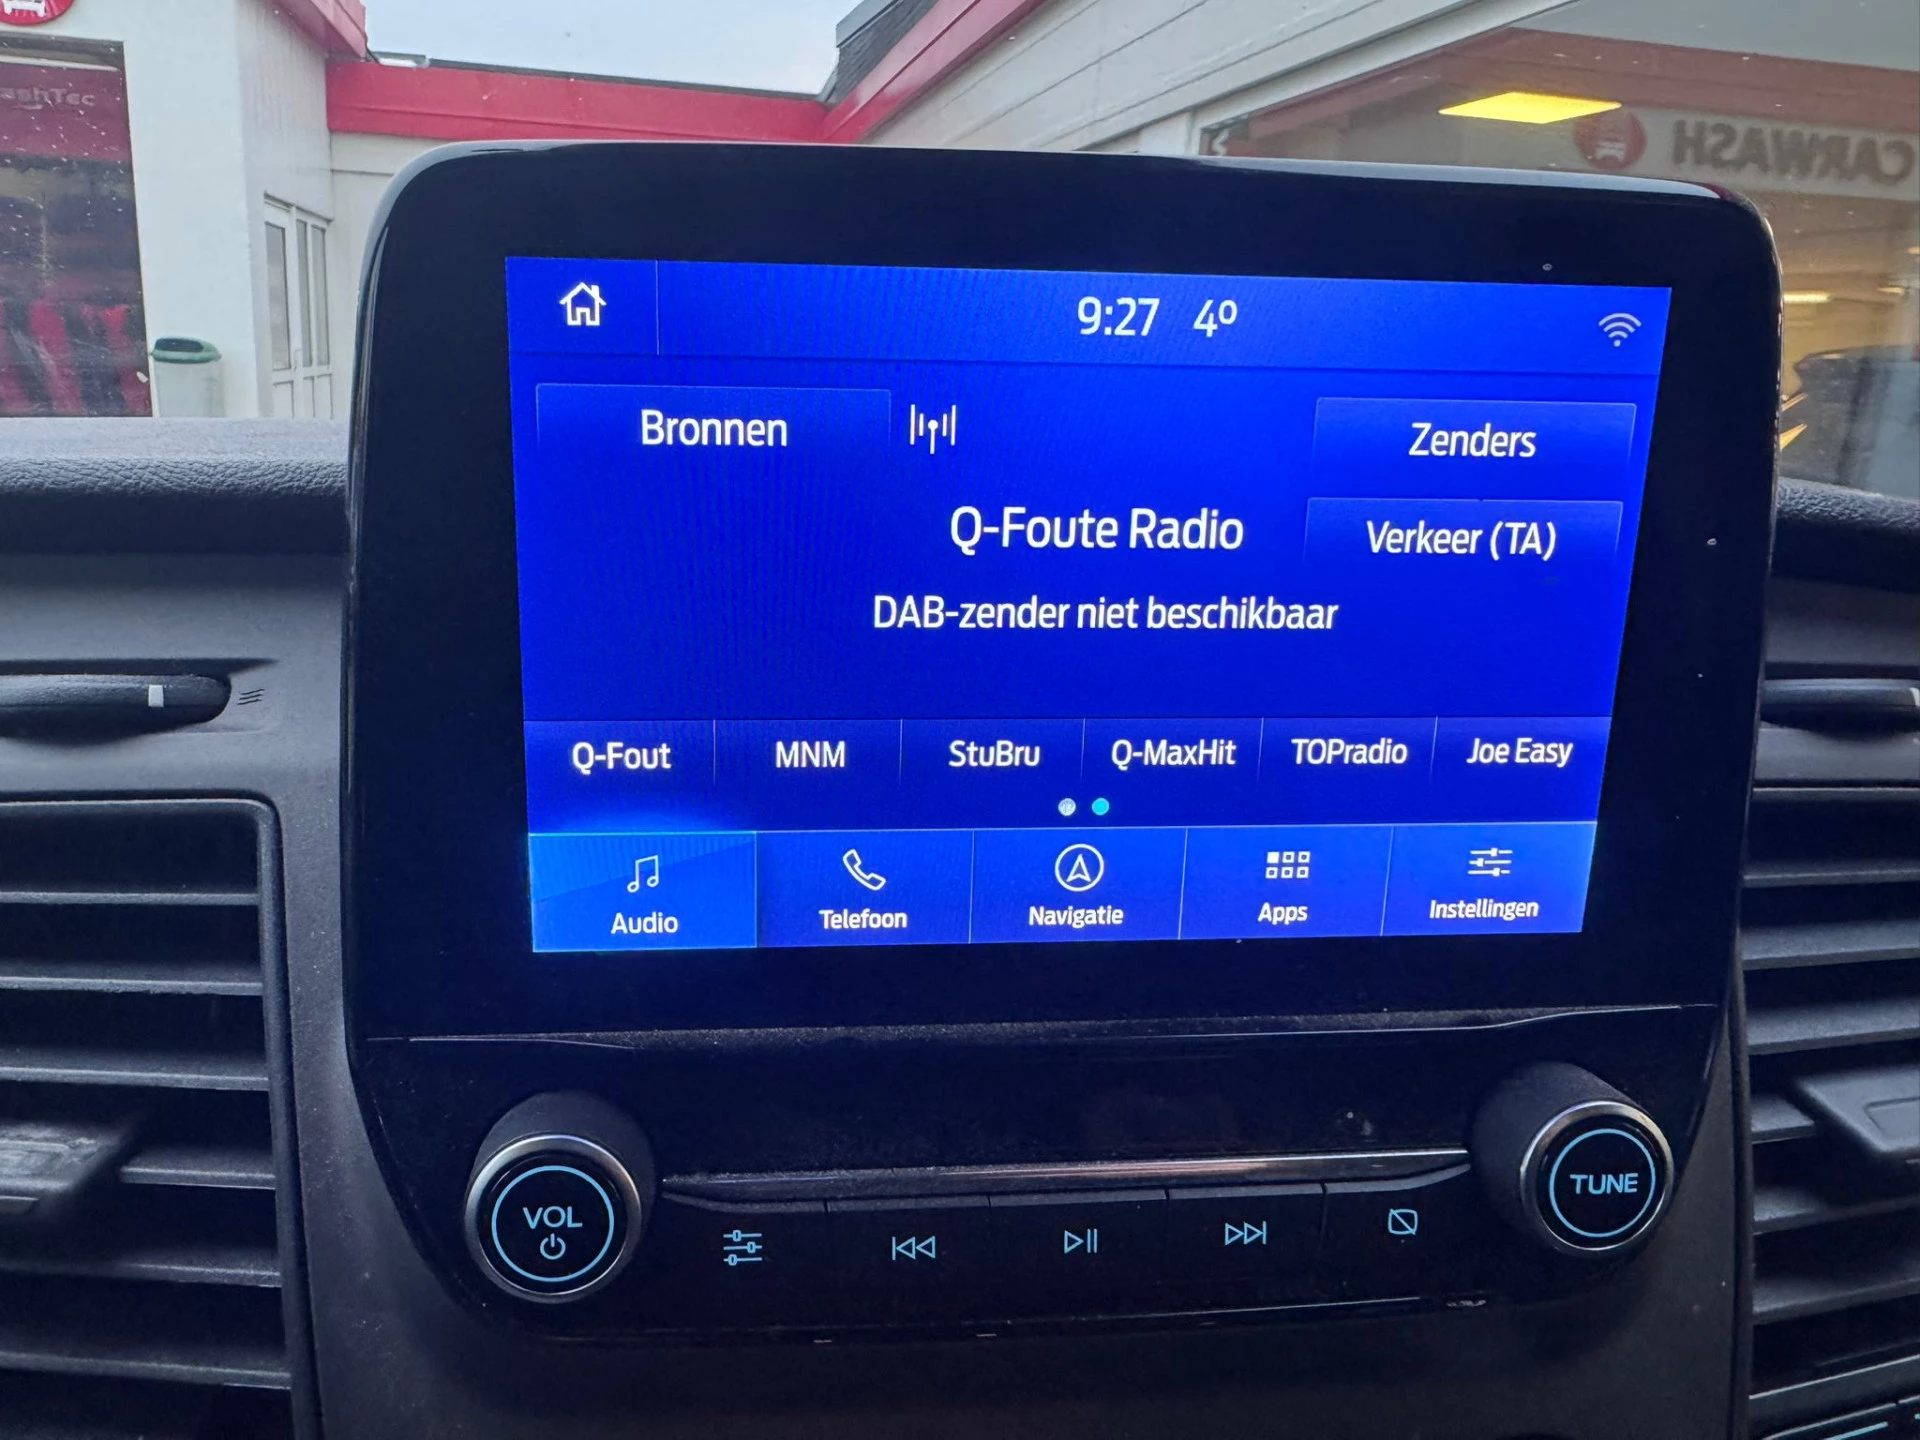 ashTec
CARWASH
9:27 4º
Bronnen
Zenders
Q-Foute Radio
Verkeer (TA)
DAB-zender niet beschikbaar
Q-Fout MNM StuBru Q-MaxHit TOPradio Joe Easy
Audio Telefoon Navigatie Apps Instellingen
VOL
TUNE